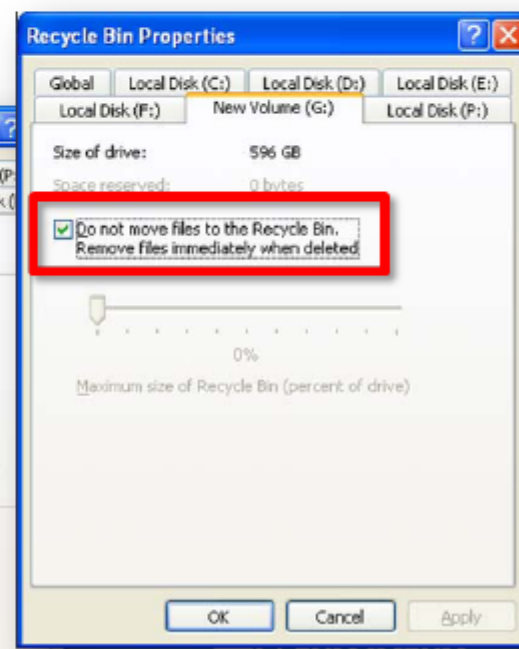 Recycle Bin Properties
Global Local Disk (C:) Local Disk (D:) Local Disk (E:)
Local Disk (F:) New Volume (G:) Local Disk (P:)
Size of drive: 596 GB
Space reserved: 0 bytes
Do not move files to the Recycle Bin.
Remove files immediately when deleted
0%
Maximum size of Recycle Bin (percent of drive)
OK Cancel Apply